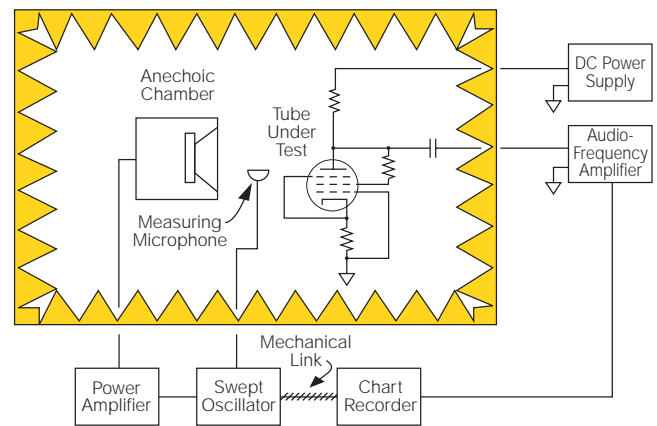 Anechoic
Chamber
Tube
Under
Test
Measuring
Microphone
DC Power
Supply
Audio-
Frequency
Amplifier
Mechanical
Link
Power
Amplifier
Swept
Oscillator
Chart
Recorder